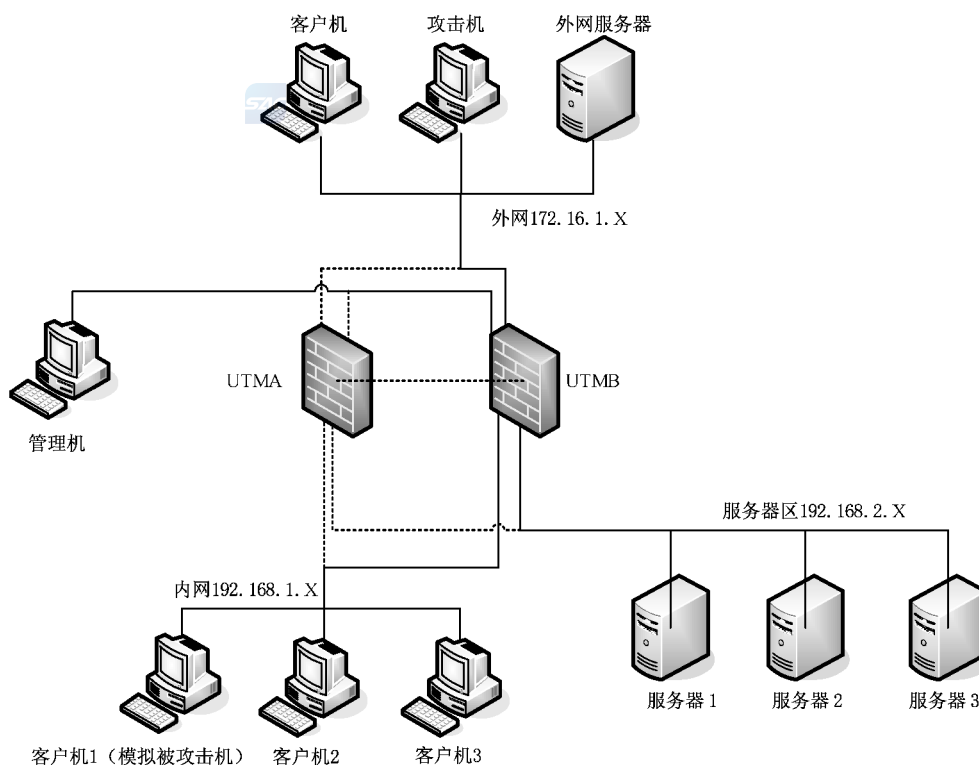 客户机
攻击机
外网服务器
外网172.16.1.X
UTMA
UTMB
管理机
服务器区192.168.2.X
内网192.168.1.X
服务器1
服务器2
服务器3
客户机1（模拟被攻击机）
客户机2
客户机3